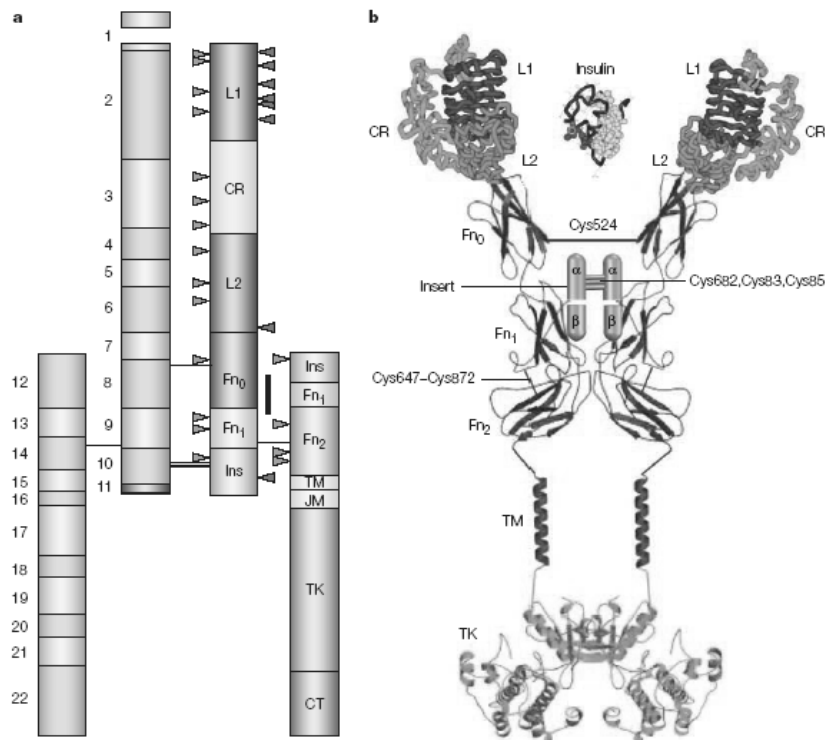 a
1
2
3
4
5
6
7
8
9
10
11
12
13
14
15
16
17
18
19
20
21
22
L1
CR
L2
Fn0
Fn1
Ins
Ins
Fn1
Fn2
TM
JM
TK
CT
b
L1
Insulin
L1
CR
CR
L2
L2
Cys524
Fn0
α
α
Insert
Cys682,Cys83,Cys85
β
β
Fn1
Cys647–Cys872
Fn2
TM
TK